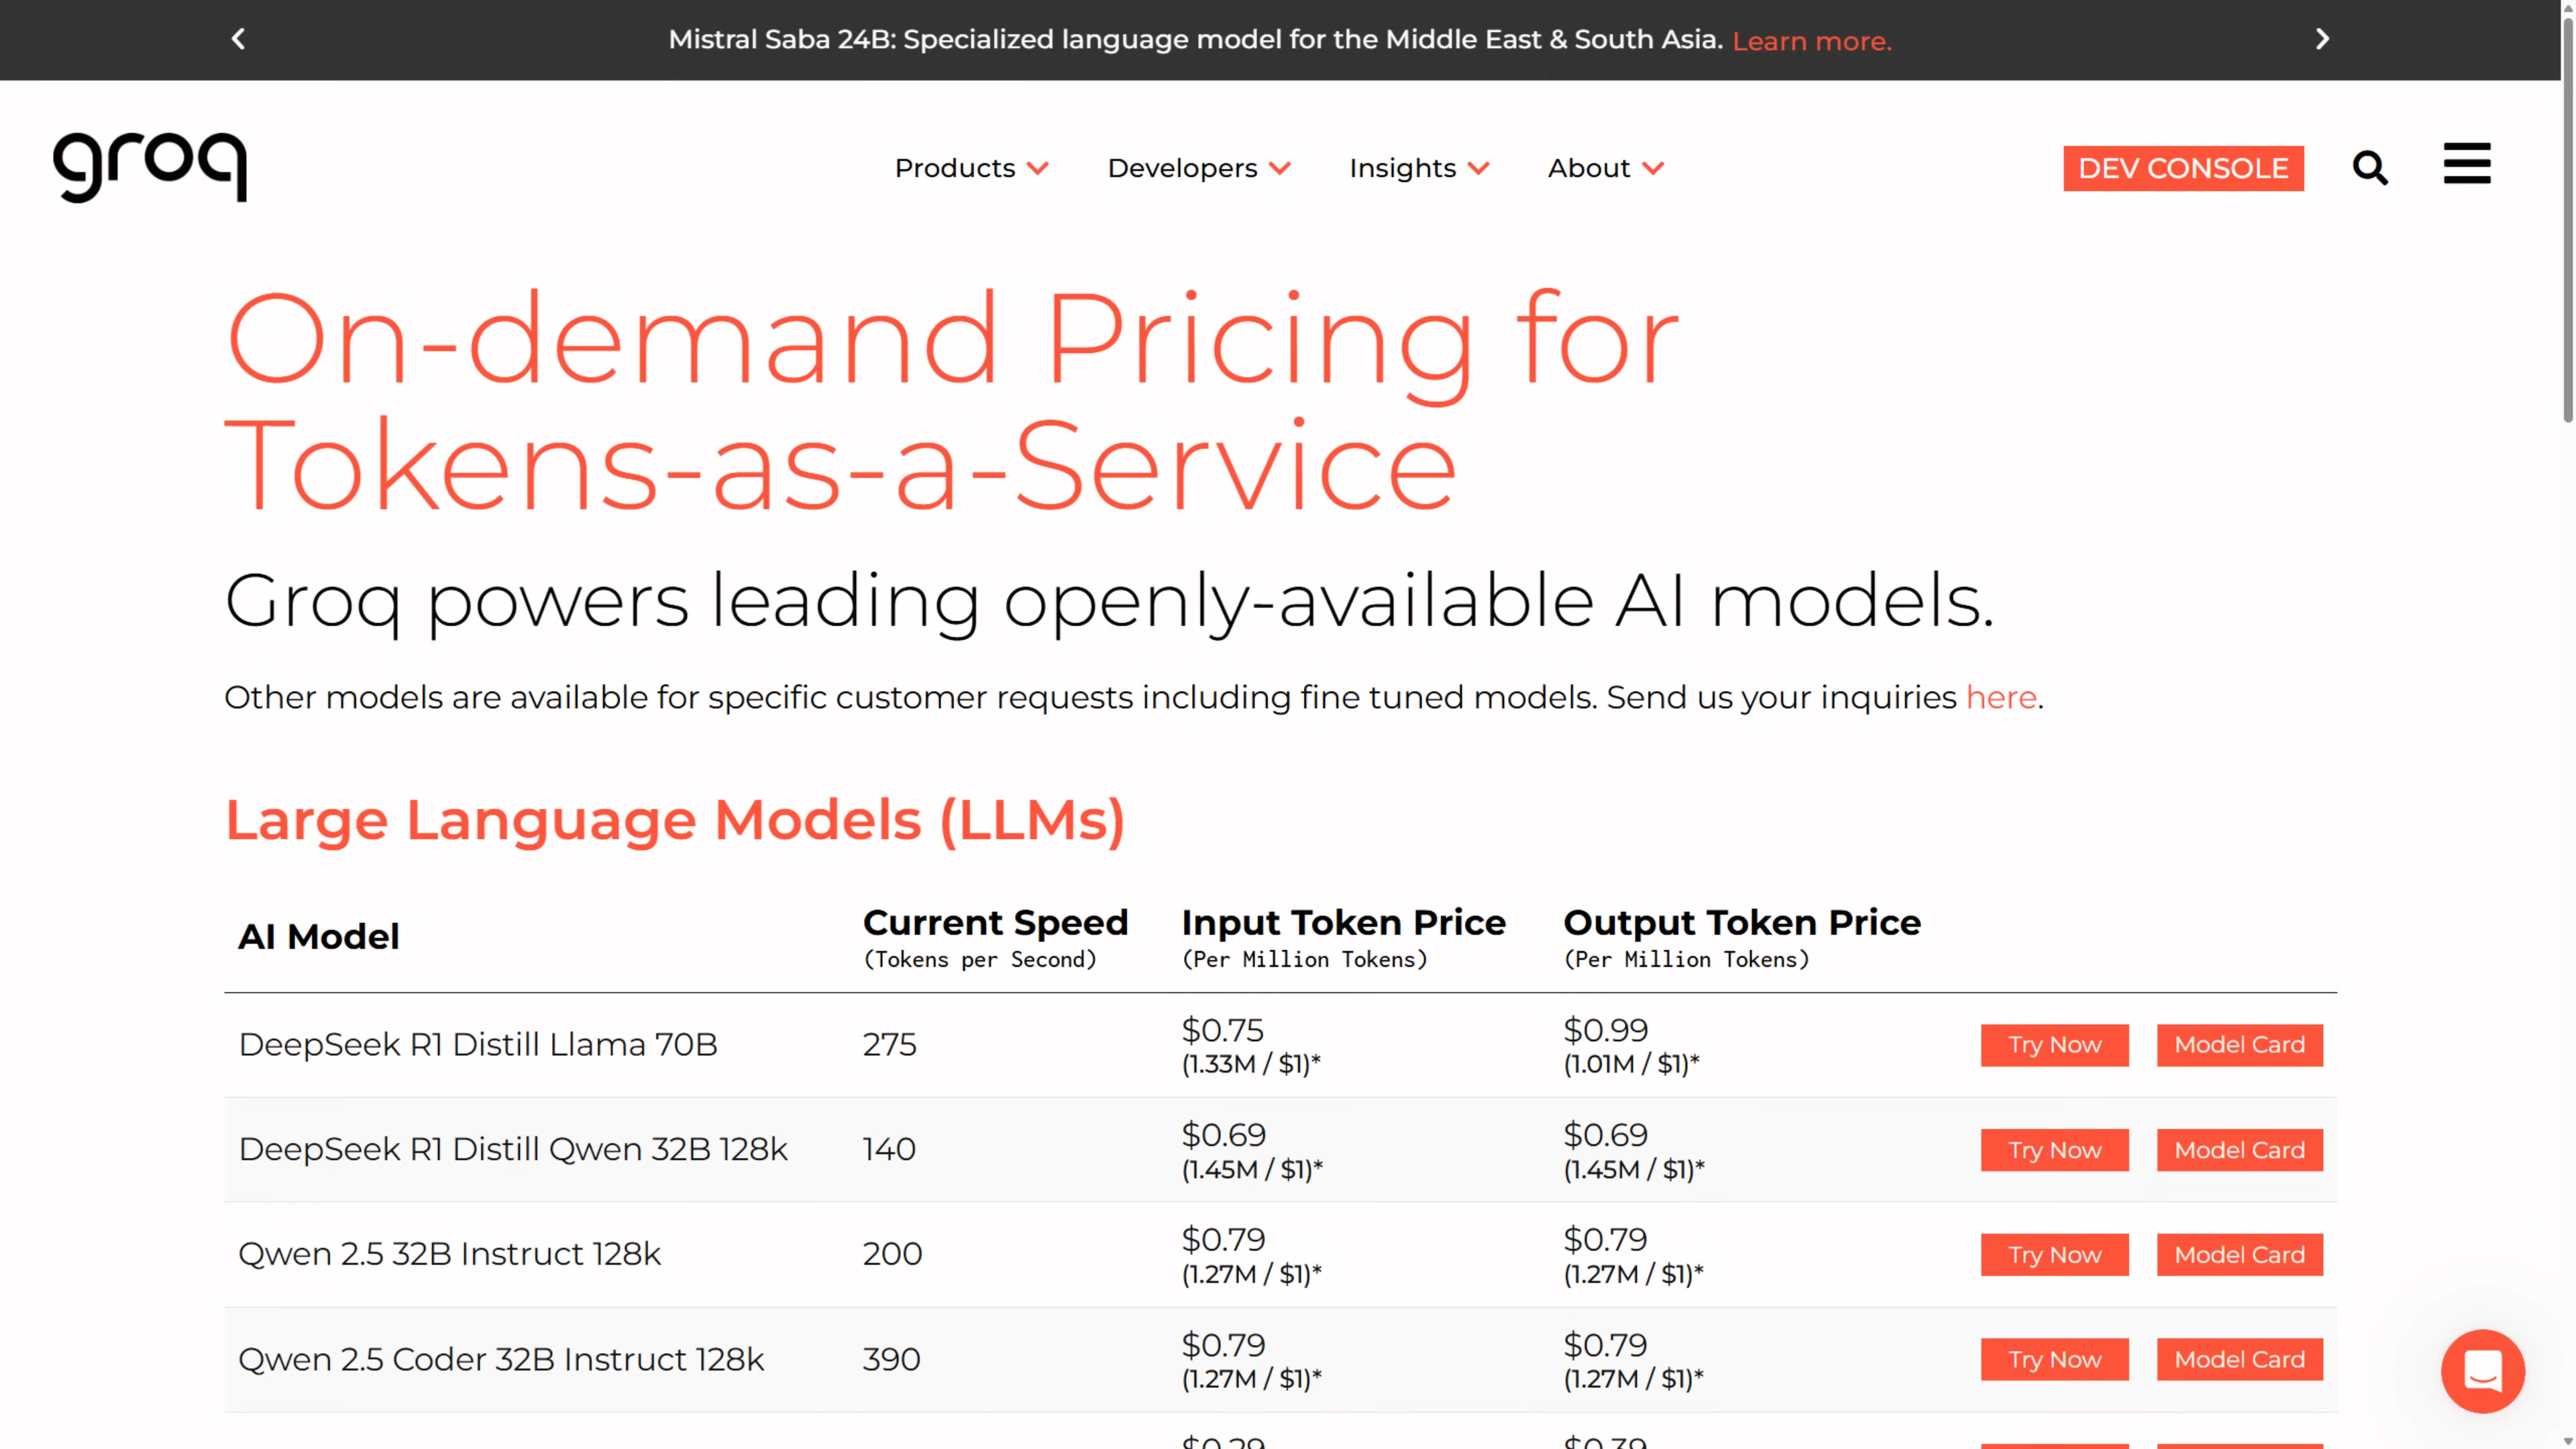 Mistral Saba 24B: Specialized language model for the Middle East & South Asia. Learn more.
groq
Products
Developers
Insights
About
DEV CONSOLE
On-demand Pricing for
Tokens-as-a-Service
Groq powers leading openly-available AI models.
Other models are available for specific customer requests including fine tuned models. Send us your inquiries here.
Large Language Models (LLMs)
AI Model
Current Speed
(Tokens per Second)
Input Token Price
(Per Million Tokens)
Output Token Price
(Per Million Tokens)
DeepSeek R1 Distill Llama 70B
275
$0.75
(1.33M / $1)*
$0.99
(1.01M / $1)*
Try Now
Model Card
DeepSeek R1 Distill Qwen 32B 128k
140
$0.69
(1.45M / $1)*
$0.69
(1.45M / $1)*
Try Now
Model Card
Qwen 2.5 32B Instruct 128k
200
$0.79
(1.27M / $1)*
$0.79
(1.27M / $1)*
Try Now
Model Card
Qwen 2.5 Coder 32B Instruct 128k
390
$0.79
(1.27M / $1)*
$0.79
(1.27M / $1)*
Try Now
Model Card